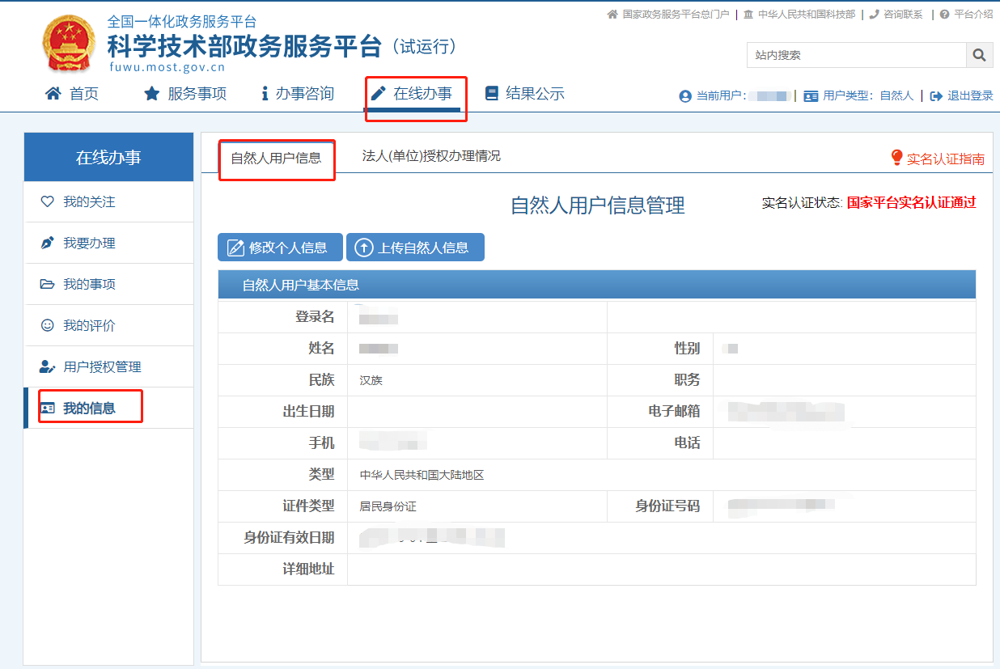 全国一体化政务服务平台
科学技术部政务服务平台（试运行）
fuwu.most.gov.cn
国家政务服务平台总门户 | 中华人民共和国科技部 | 咨询联系 | 平台介绍
站内搜索
首页 服务事项 办事咨询 在线办事 结果公示
当前用户: | 用户类型：自然人 | 退出登录
在线办事
我的关注
我要办理
我的事项
我的评价
用户授权管理
我的信息
自然人用户信息 法人(单位)授权办理情况 实名认证指南
自然人用户信息管理 实名认证状态: 国家平台实名认证通过
修改个人信息 上传自然人信息
自然人用户基本信息
登录名
姓名 性别
民族 汉族 职务
出生日期 电子邮箱
手机 电话
类型 中华人民共和国大陆地区
证件类型 居民身份证 身份证号码
身份证有效日期
详细地址